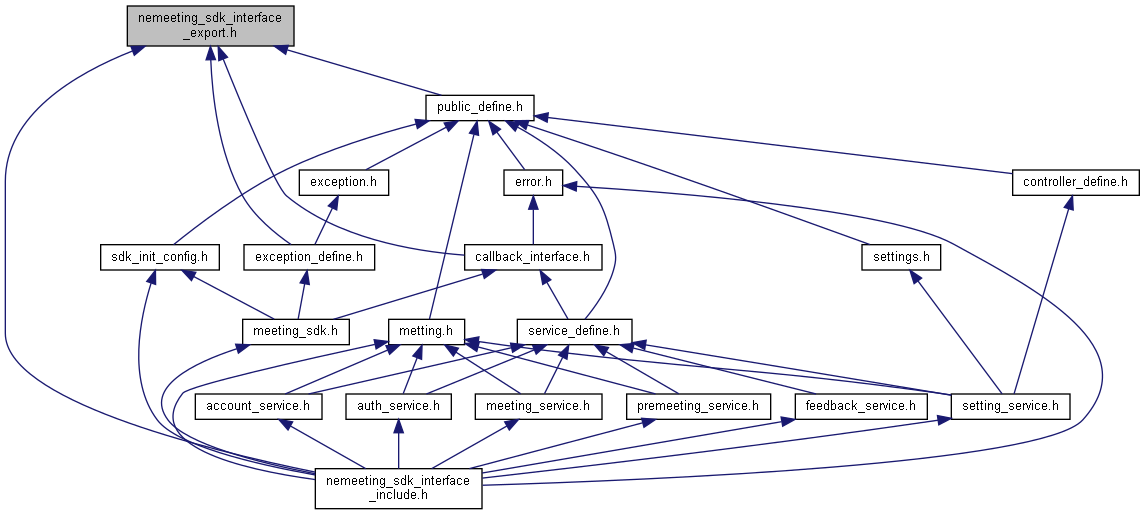 nemeeting_sdk_interface
_export.h
public_define.h
exception.h
error.h
controller_define.h
sdk_init_config.h
exception_define.h
callback_interface.h
settings.h
meeting_sdk.h
metting.h
service_define.h
account_service.h
auth_service.h
meeting_service.h
premeeting_service.h
feedback_service.h
setting_service.h
nemeeting_sdk_interface
_include.h